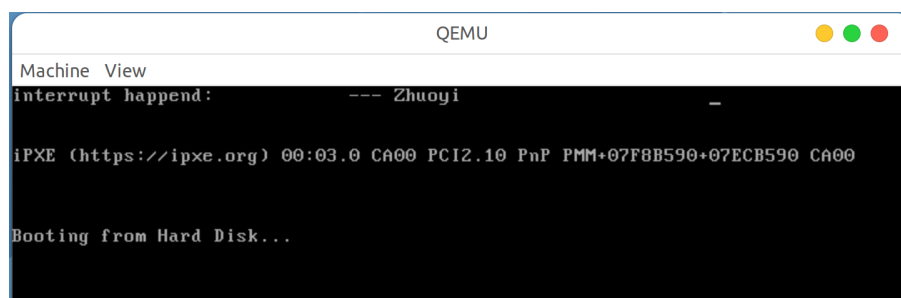 QEMU
Machine View
interrupt happend: --- Zhuoyi _
iPXE (https://ipxe.org) 00:03.0 CA00 PCI2.10 PnP PMM+07F8B590+07ECB590 CA00
Booting from Hard Disk...